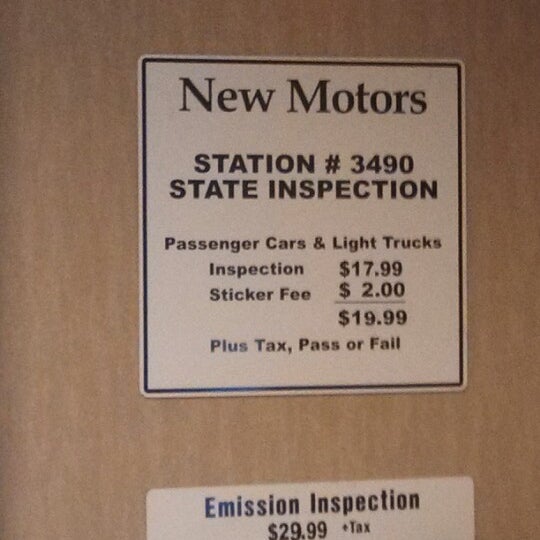 New Motors
STATION # 3490
STATE INSPECTION
Passenger Cars & Light Trucks
Inspection $17.99
Sticker Fee $ 2.00
$19.99
Plus Tax, Pass or Fail
Emission Inspection
$29.99 +Tax